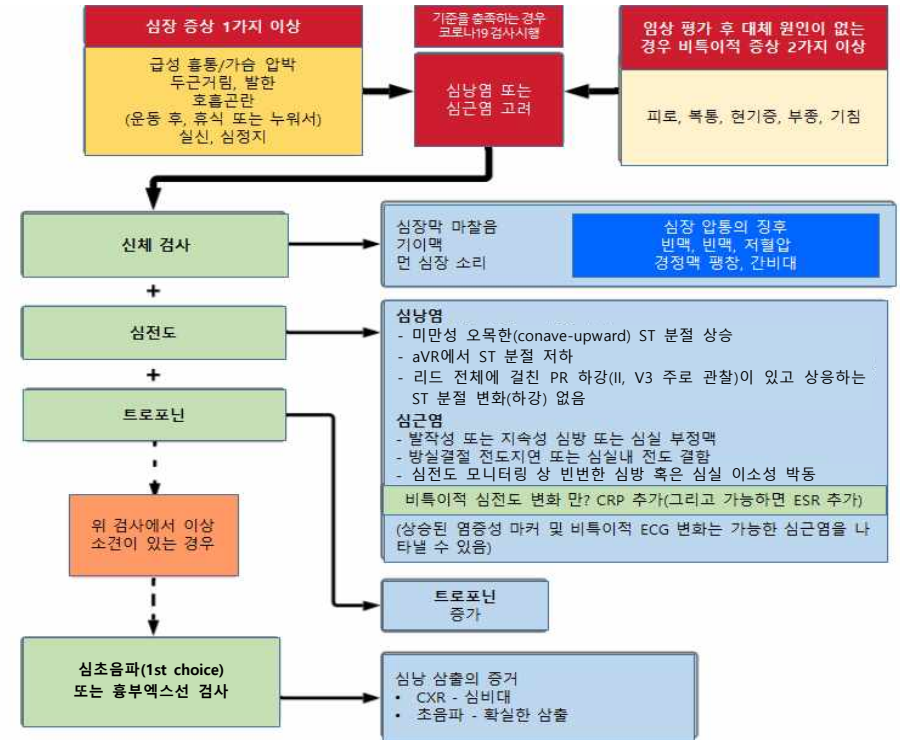 심장 증상 1가지 이상
급성 흉통/가슴 압박
두근거림, 발한
호흡곤란
(운동 후, 휴식 또는 누워서)
실신, 심정지
기준을 충족하는 경우
코로나19 검사시행
심낭염 또는
심근염 고려
임상 평가 후 대체 원인이 없는
경우 비특이적 증상 2가지 이상
피로, 복통, 현기증, 부종, 기침
신체 검사
심장막 마찰음
기이맥
먼 심장 소리
심장 압통의 징후
빈맥, 빈맥, 저혈압
경정맥 팽창, 간비대
+
심전도
심낭염
- 미만성 오목한(conave-upward) ST 분절 상승
- aVR에서 ST 분절 저하
- 리드 전체에 걸친 PR 하강(II, V3 주로 관찰)이 있고 상응하는
ST 분절 변화(하강) 없음
심근염
- 발작성 또는 지속성 심방 또는 심실 부정맥
- 방실결절 전도지연 또는 심실내 전도 결함
- 심전도 모니터링 상 빈번한 심방 혹은 심실 이소성 박동
비특이적 심전도 변화 만? CRP 추가(그리고 가능하면 ESR 추가)
(상승된 염증성 마커 및 비특이적 ECG 변화는 가능한 심근염을 나
타낼 수 있음)
+
트로포닌
위 검사에서 이상
소견이 있는 경우
트로포닌
증가
심초음파(1st choice)
또는 흉부엑스선 검사
심낭 삼출의 증거
• CXR - 심비대
• 초음파 - 확실한 삼출